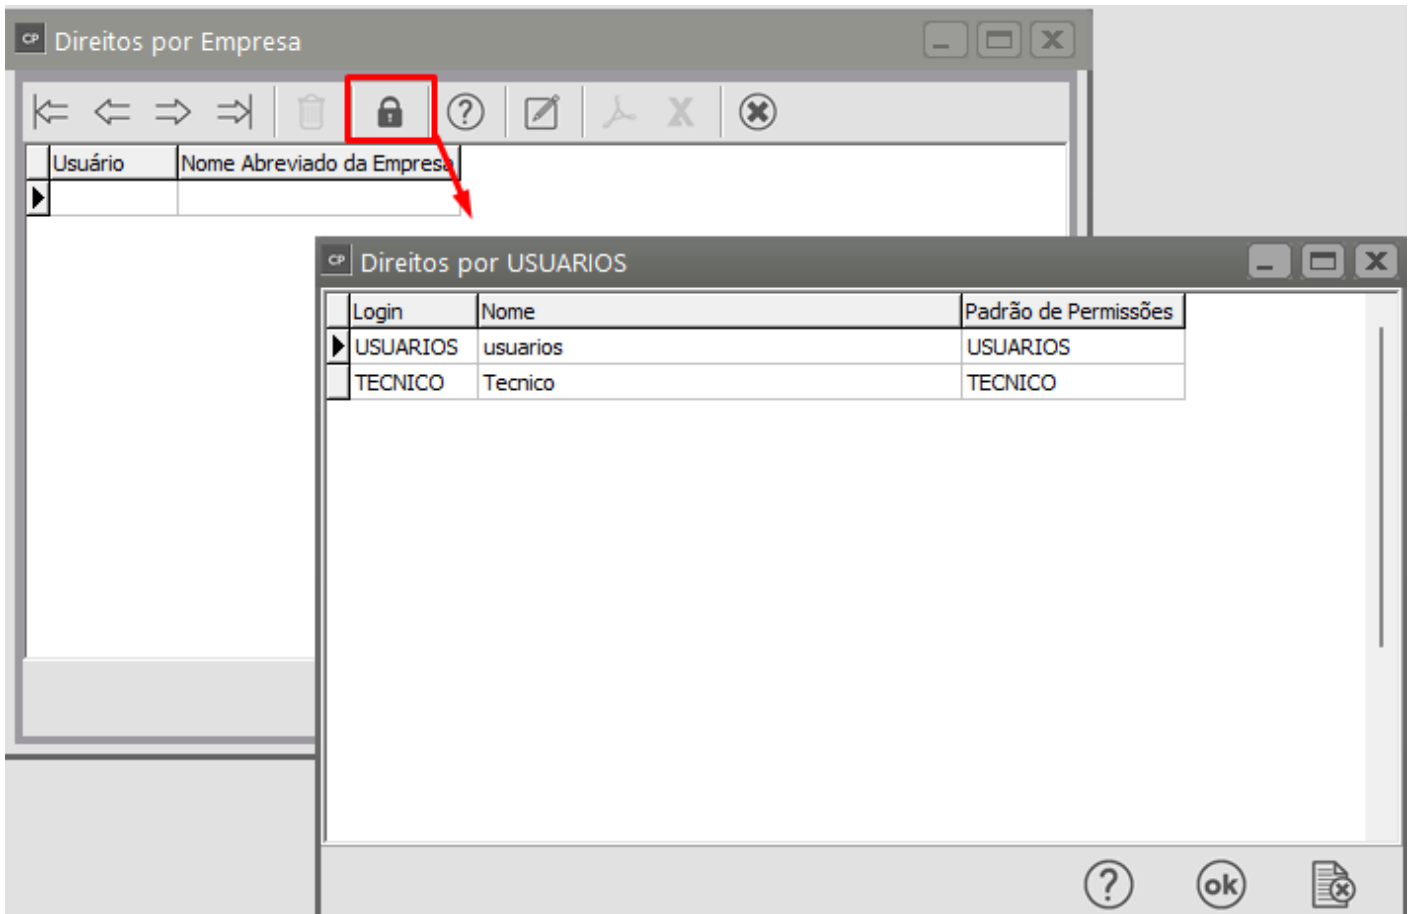 CP Direitos por Empresa
Usuário Nome Abreviado da Empresa
CP Direitos por USUARIOS
Login Nome Padrão de Permissões
USUARIOS usuarios USUARIOS
TECNICO Tecnico TECNICO
ok